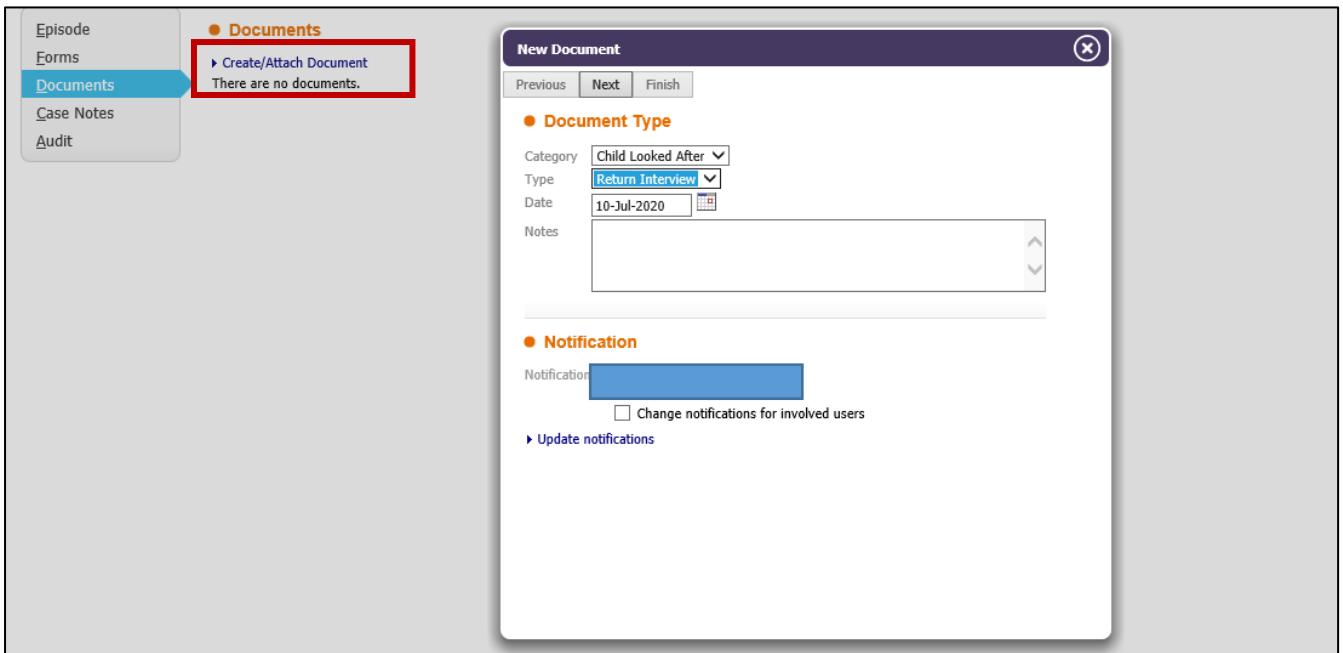 Episode
Forms
Documents
Case Notes
Audit
Documents
Create/Attach Document
There are no documents.
New Document
Previous Next Finish
Document Type
Category Child Looked After
Type Return Interview
Date 10-Jul-2020
Notes
Notification
Notification
Change notifications for involved users
Update notifications